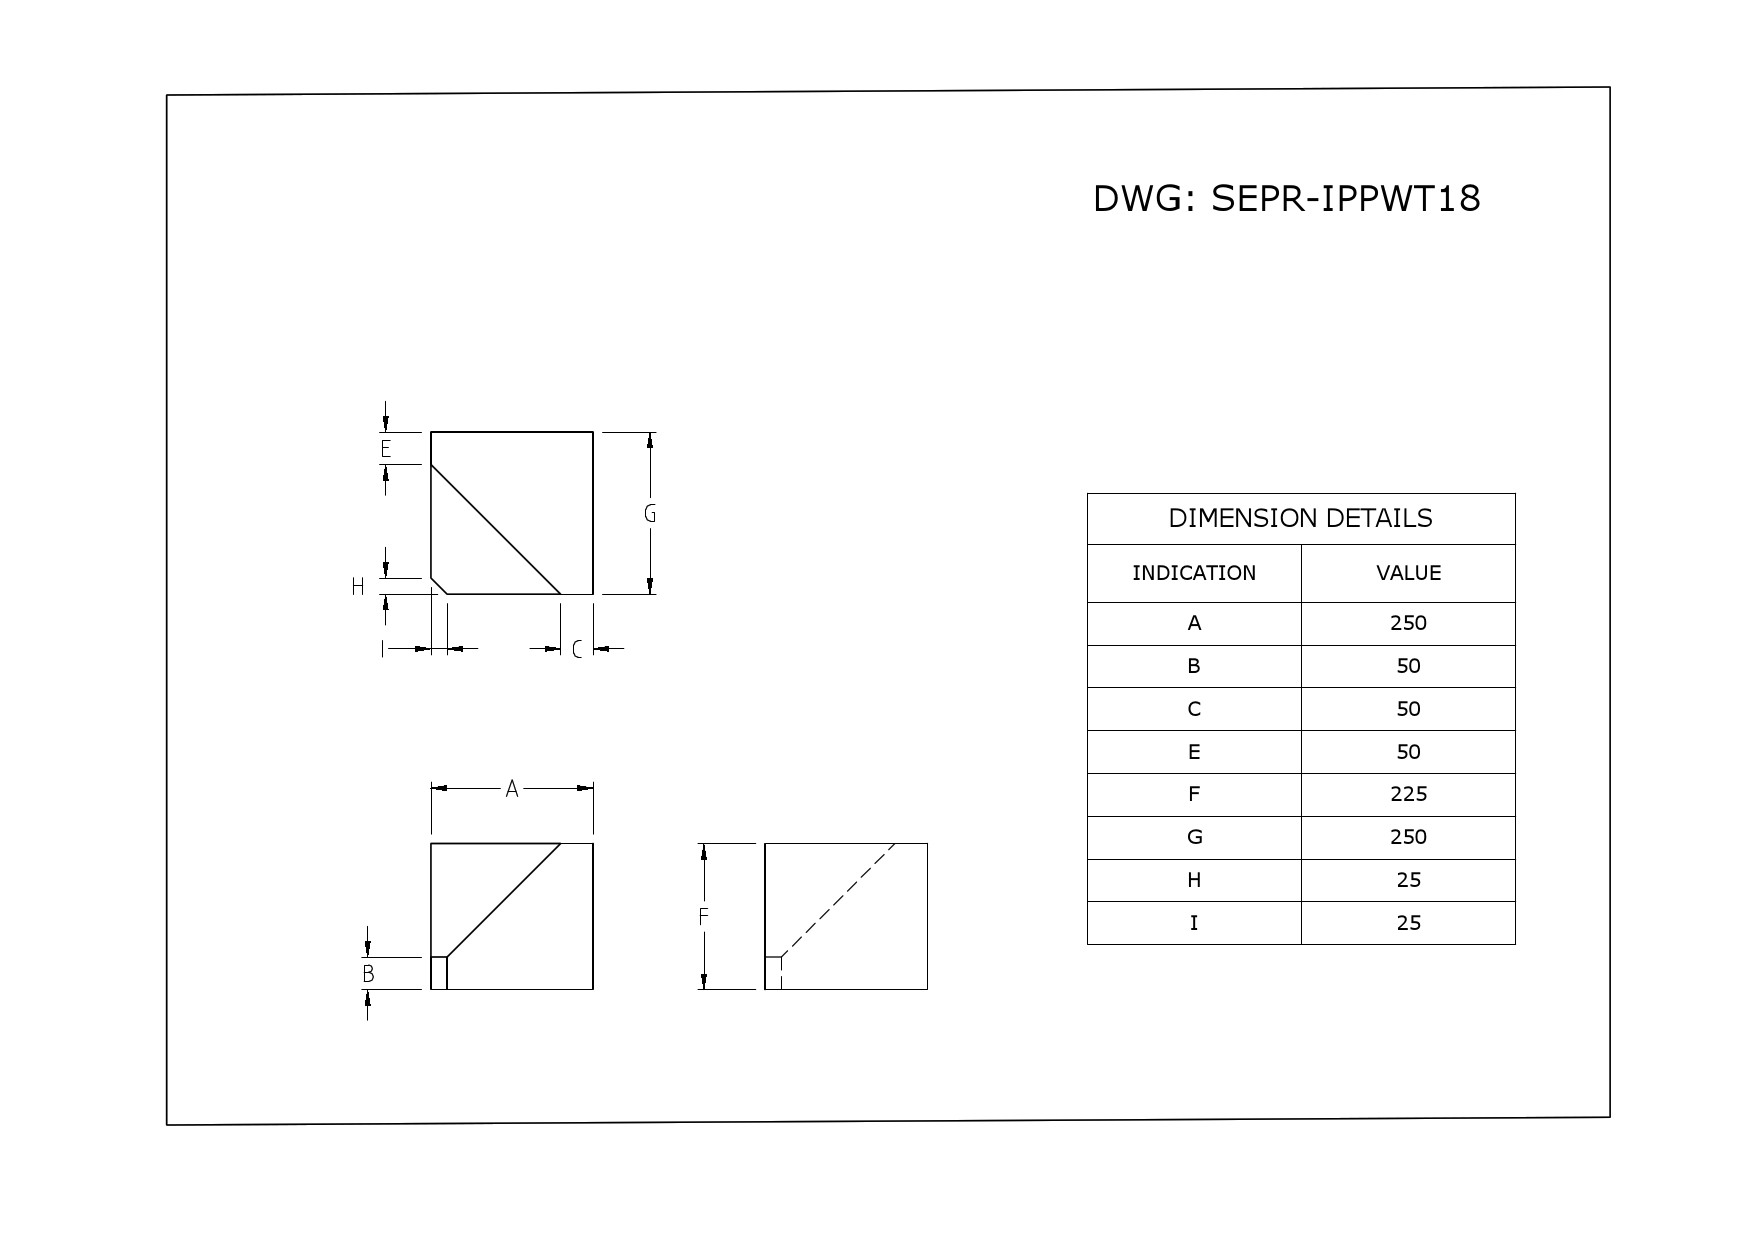 DWG: SEPR-IPPWT18
E
G
H
I
C
A
F
B
DIMENSION DETAILS
INDICATION VALUE
A 250
B 50
C 50
E 50
F 225
G 250
H 25
I 25